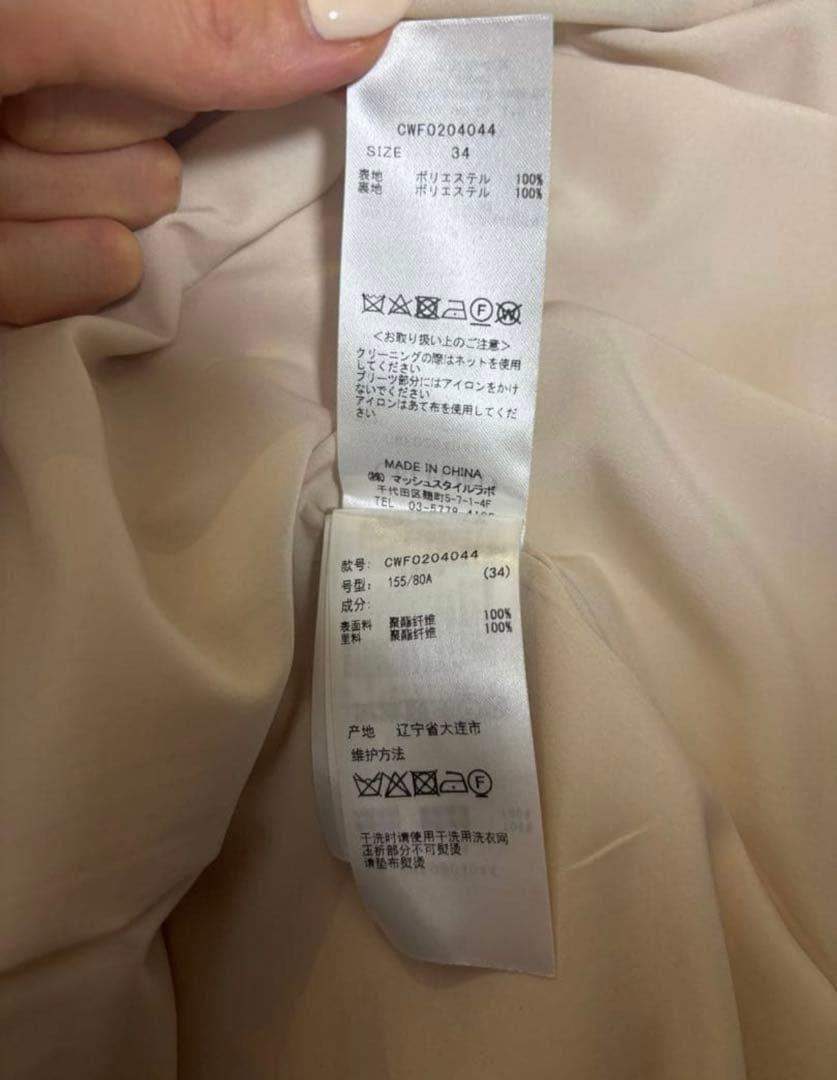 CWF0204044
SIZE 34
表地 ポリエステル 100%
裏地 ポリエステル 100%
F W
<お取り扱い上のご注意>
クリーニングの際はネットを使用
してください
プリーツ部分にはアイロンをかけ
ないでください
アイロンはあて布を使用してくだ
さい
MADE IN CHINA
(株)マッシュスタイルラボ
千代田区麹町5-7-1-4F
TEL 03-5778-
款号: CWF0204044
号型: 155/80A (34)
成分:
表面料 聚酯纤维 100%
里料 聚酯纤维 100%
产地 辽宁省大连市
维护方法
F
干洗时请使用干洗用洗衣网
压折部分不可熨烫
请垫布熨烫